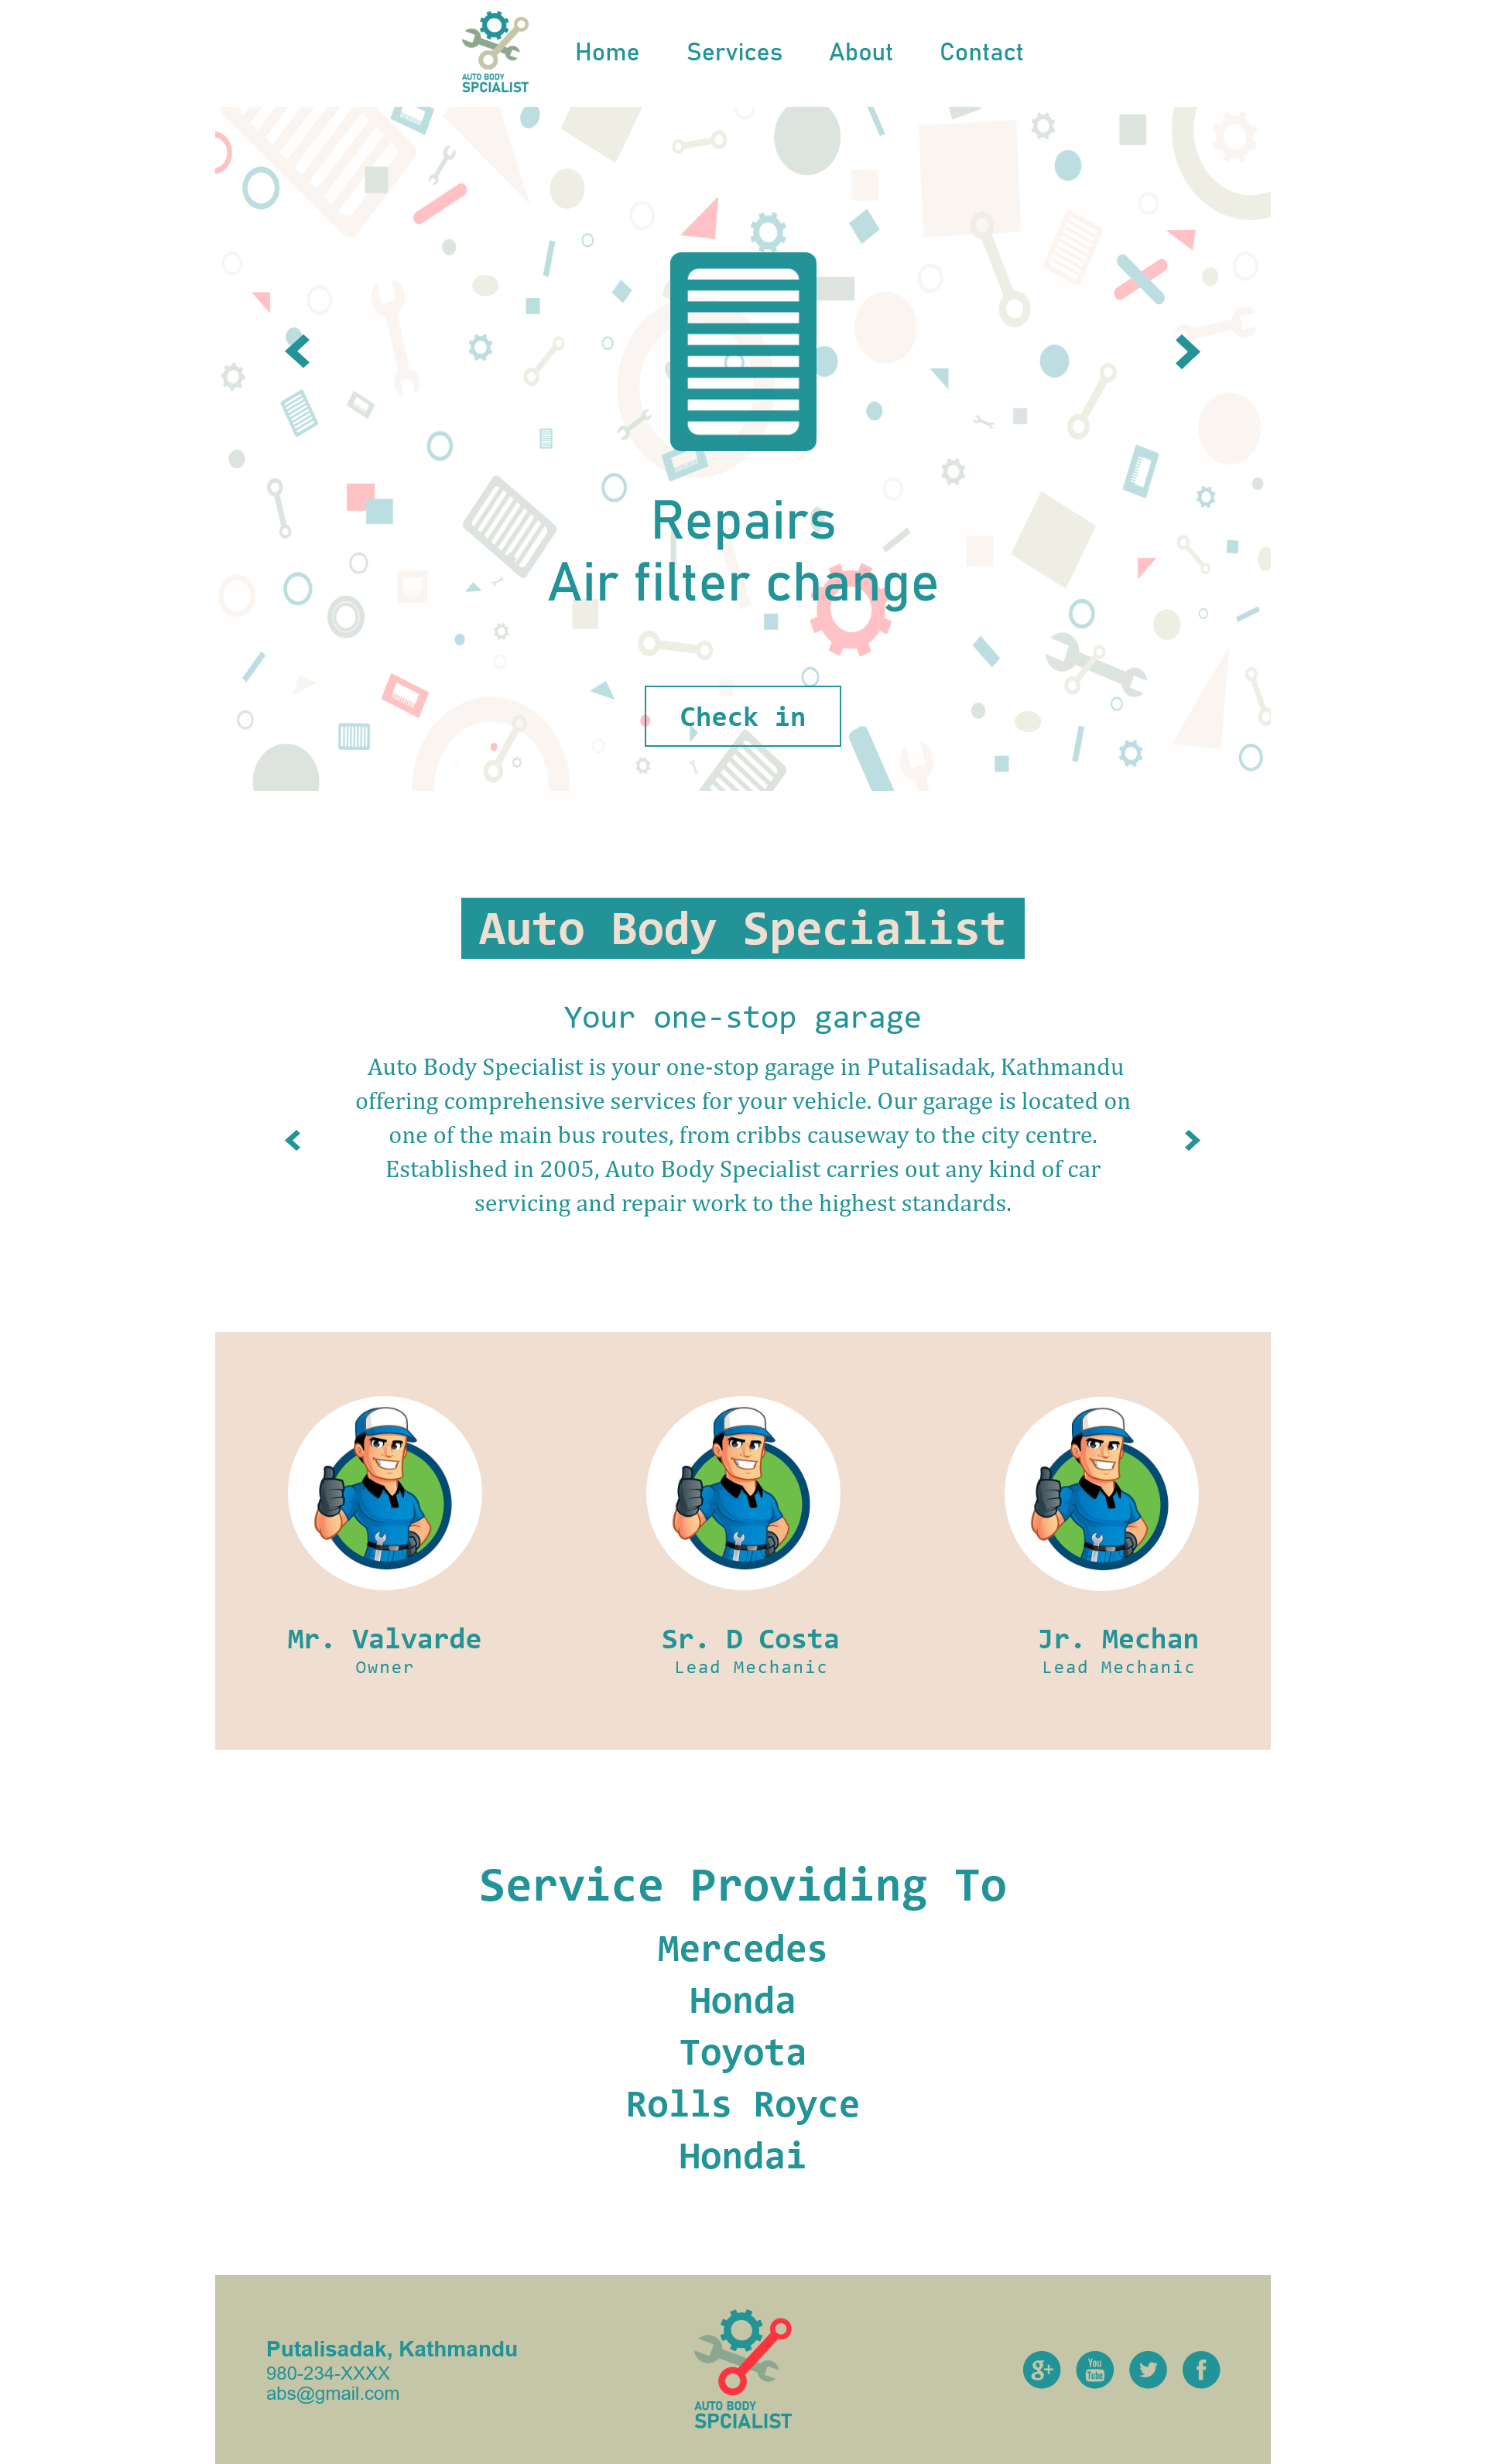 AUTO BODY
SPCIALIST
Home
Services
About
Contact
Repairs
Air filter change
Check in
Auto Body Specialist
Your one-stop garage
Auto Body Specialist is your one-stop garage in Putalisadak, Kathmandu
offering comprehensive services for your vehicle. Our garage is located on
one of the main bus routes, from cribbs causeway to the city centre.
Established in 2005, Auto Body Specialist carries out any kind of car
servicing and repair work to the highest standards.
Mr. Valvarde
Owner
Sr. D Costa
Lead Mechanic
Jr. Mechan
Lead Mechanic
Service Providing To
Mercedes
Honda
Toyota
Rolls Royce
Hondai
Putalisadak, Kathmandu
980-234-XXXX
abs@gmail.com
AUTO BODY
SPCIALIST
g+
You
Tube
f